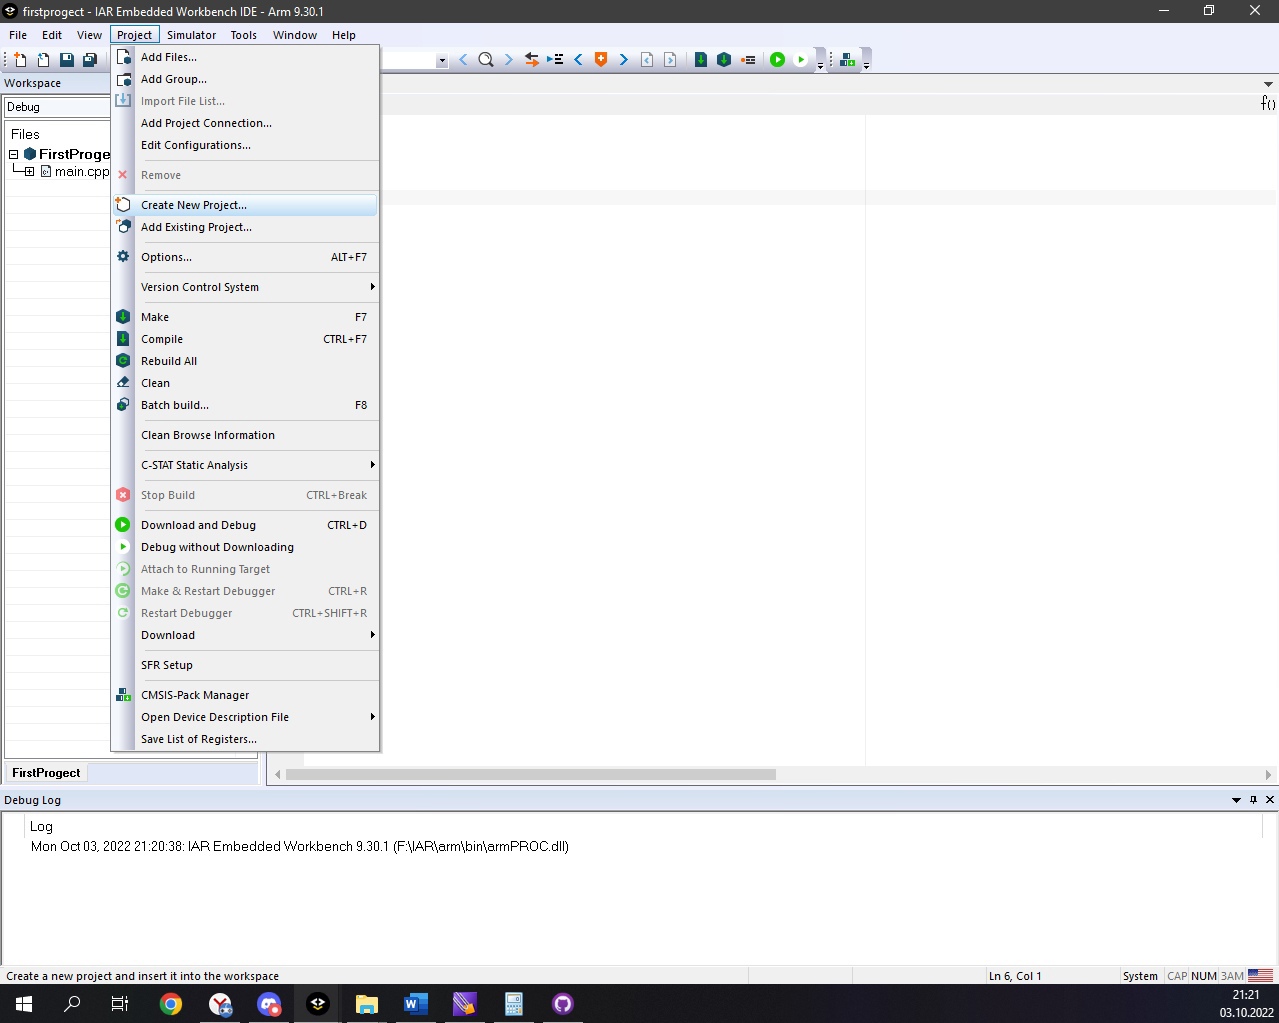 firstprogect - IAR Embedded Workbench IDE - Arm 9.30.1
File Edit View Project Simulator Tools Window Help
Workspace
Debug
Files
FirstProge
main.cpp
Add Files...
Add Group...
Import File List...
Add Project Connection...
Edit Configurations...
Remove
Create New Project...
Add Existing Project...
Options... ALT+F7
Version Control System
Make F7
Compile CTRL+F7
Rebuild All
Clean
Batch build... F8
Clean Browse Information
C-STAT Static Analysis
Stop Build CTRL+Break
Download and Debug CTRL+D
Debug without Downloading
Attach to Running Target
Make & Restart Debugger CTRL+R
Restart Debugger CTRL+SHIFT+R
Download
SFR Setup
CMSIS-Pack Manager
Open Device Description File
Save List of Registers...
f()
FirstProgect
Debug Log
Log
Mon Oct 03, 2022 21:20:38: IAR Embedded Workbench 9.30.1 (F:\IAR\arm\bin\armPROC.dll)
Create a new project and insert it into the workspace
Ln 6, Col 1
System CAP NUM ЗАМ
21:21
03.10.2022